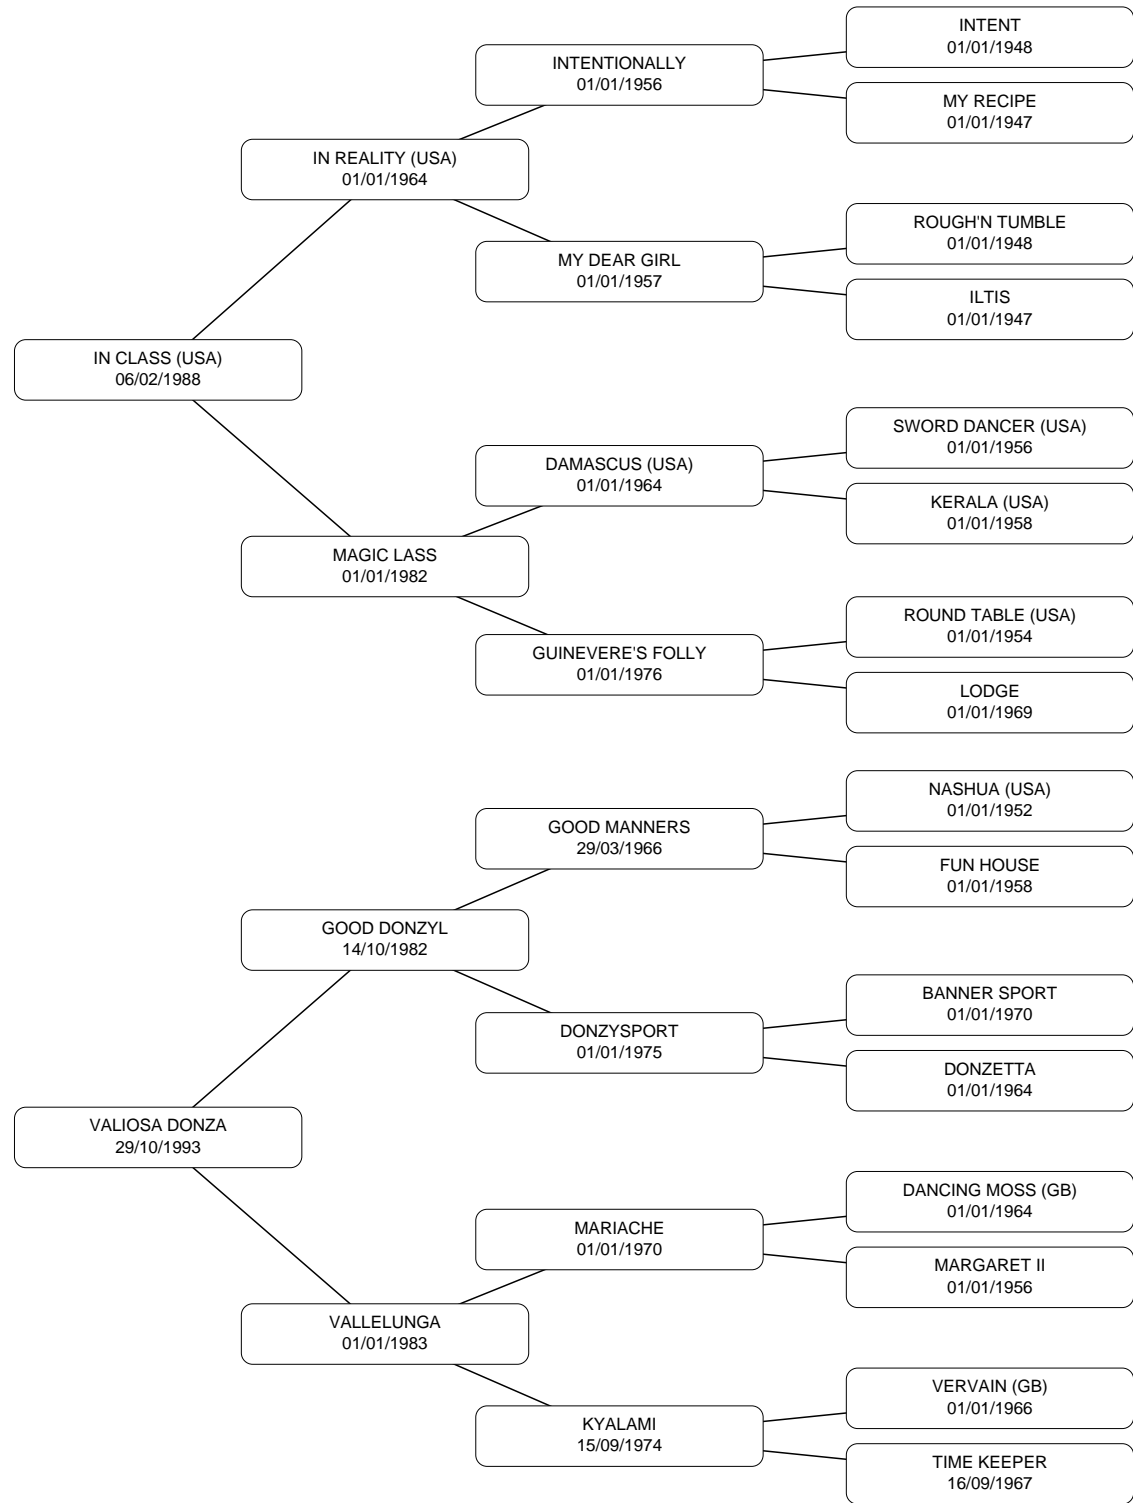 INTENT
01/01/1948
INTENTIONALLY
01/01/1956
MY RECIPE
01/01/1947
IN REALITY (USA)
01/01/1964
ROUGH'N TUMBLE
01/01/1948
MY DEAR GIRL
01/01/1957
ILTIS
01/01/1947
IN CLASS (USA)
06/02/1988
SWORD DANCER (USA)
01/01/1956
DAMASCUS (USA)
01/01/1964
KERALA (USA)
01/01/1958
MAGIC LASS
01/01/1982
ROUND TABLE (USA)
01/01/1954
GUINEVERE'S FOLLY
01/01/1976
LODGE
01/01/1969
NASHUA (USA)
01/01/1952
GOOD MANNERS
29/03/1966
FUN HOUSE
01/01/1958
GOOD DONZYL
14/10/1982
BANNER SPORT
01/01/1970
DONZYSPORT
01/01/1975
DONZETTA
01/01/1964
VALIOSA DONZA
29/10/1993
DANCING MOSS (GB)
01/01/1964
MARIACHE
01/01/1970
MARGARET II
01/01/1956
VALLELUNGA
01/01/1983
VERVAIN (GB)
01/01/1966
KYALAMI
15/09/1974
TIME KEEPER
16/09/1967